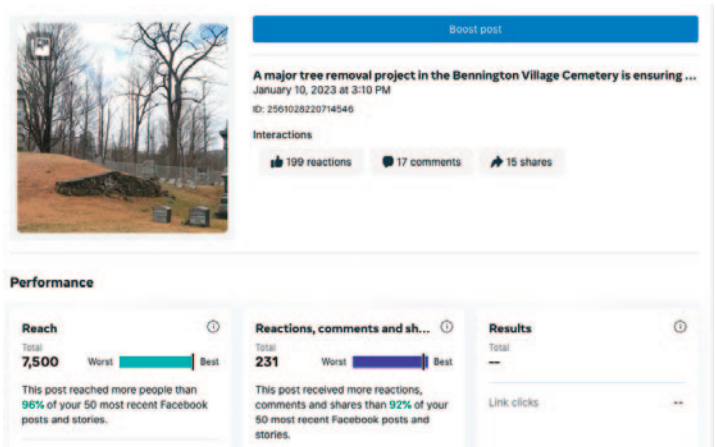 Boost post
A major tree removal project in the Bennington Village Cemetery is ensuring ...
January 10, 2023 at 3:10 PM
ID: 2561028220714546
Interactions
199 reactions
17 comments
15 shares
Performance
Reach
Total
7,500 Worst Best
This post reached more people than
96% of your 50 most recent Facebook
posts and stories.
Reactions, comments and sh...
Total
231 Worst Best
This post received more reactions,
comments and shares than 92% of your
50 most recent Facebook posts and
stories.
Results
Total
--
Link clicks --